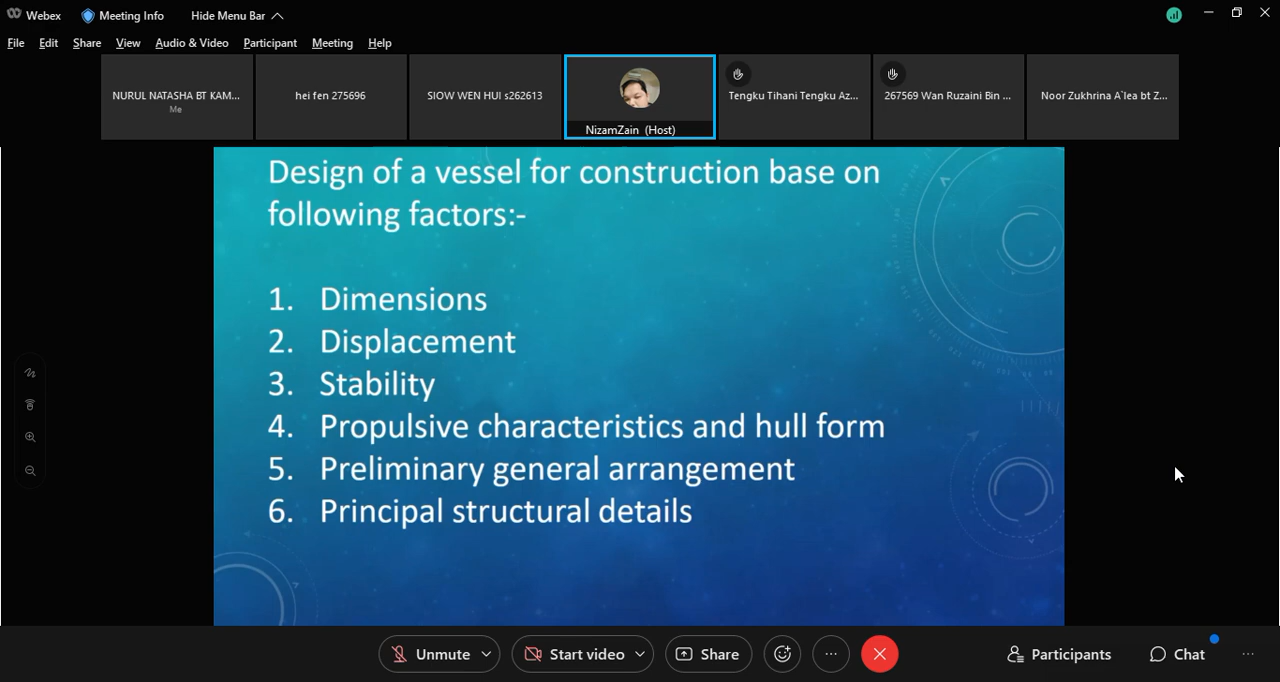 Webex
Meeting Info
Hide Menu Bar
File Edit Share View Audio & Video Participant Meeting Help
NURUL NATASHA BT KAM...
Me
hei fen 275696
SIOW WEN HUI s262613
NizamZain (Host)
Tengku Tihani Tengku Az...
267569 Wan Ruzaini Bin ...
Noor Zukhrina A`lea bt Z...
Design of a vessel for construction base on
following factors:-
1. Dimensions
2. Displacement
3. Stability
4. Propulsive characteristics and hull form
5. Preliminary general arrangement
6. Principal structural details
Unmute
Start video
Share
Participants
Chat